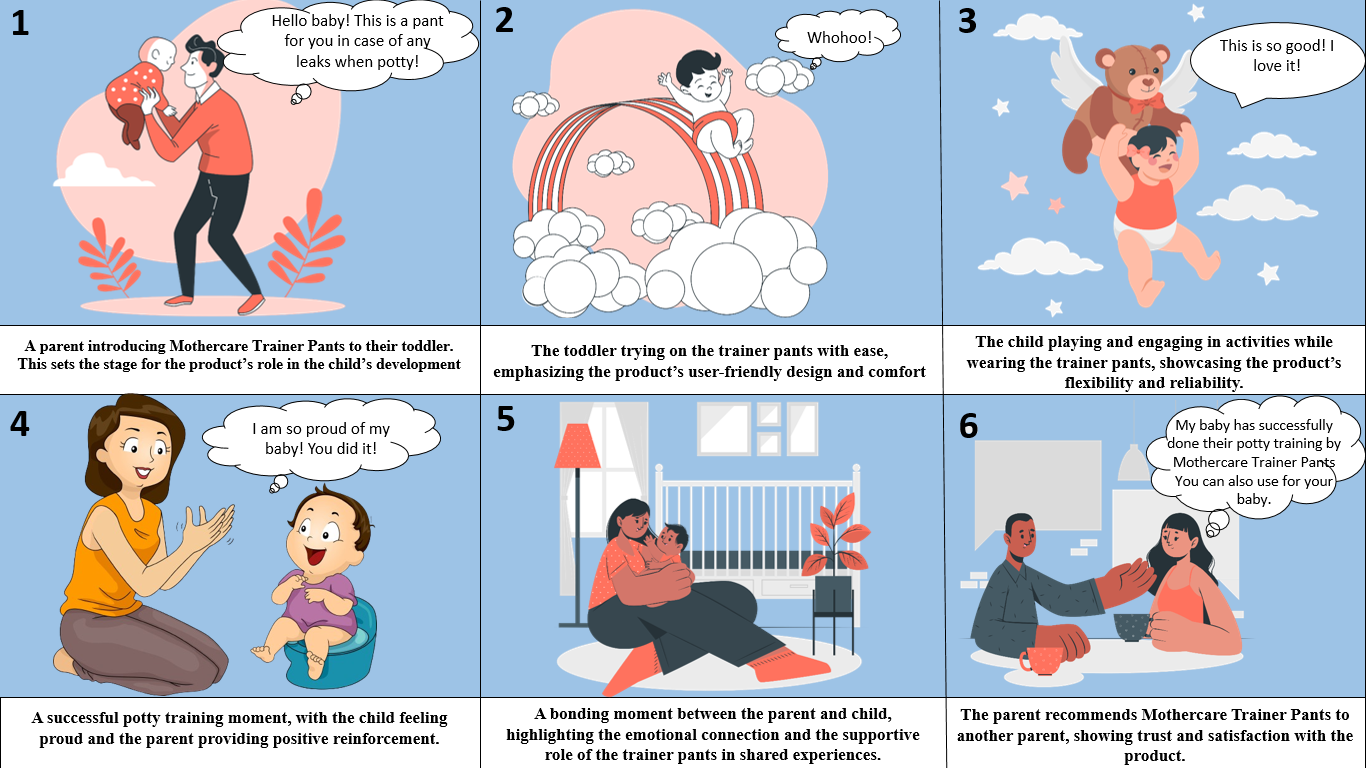 1
Hello baby! This is a pant
for you in case of any
leaks when potty!
A parent introducing Mothercare Trainer Pants to their toddler.
This sets the stage for the product's role in the child's development
2
Whohoo!
The toddler trying on the trainer pants with ease,
emphasizing the product's user-friendly design and comfort
3
This is so good! I
love it!
The child playing and engaging in activities while
wearing the trainer pants, showcasing the product's
flexibility and reliability.
4
I am so proud of my
baby! You did it!
A successful potty training moment, with the child feeling
proud and the parent providing positive reinforcement.
5
A bonding moment between the parent and child,
highlighting the emotional connection and the supportive
role of the trainer pants in shared experiences.
6
My baby has successfully
done their potty training by
Mothercare Trainer Pants
You can also use for your
baby.
The parent recommends Mothercare Trainer Pants to
another parent, showing trust and satisfaction with the
product.